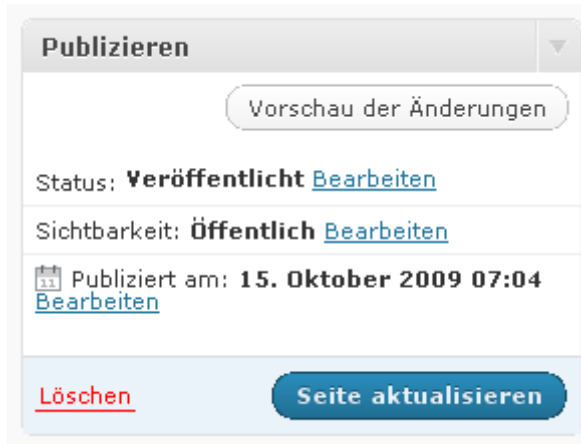 Publizieren
Vorschau der Änderungen
Status: Veröffentlicht Bearbeiten
Sichtbarkeit: Öffentlich Bearbeiten
11 Publiziert am: 15. Oktober 2009 07:04
Bearbeiten
Löschen Seite aktualisieren